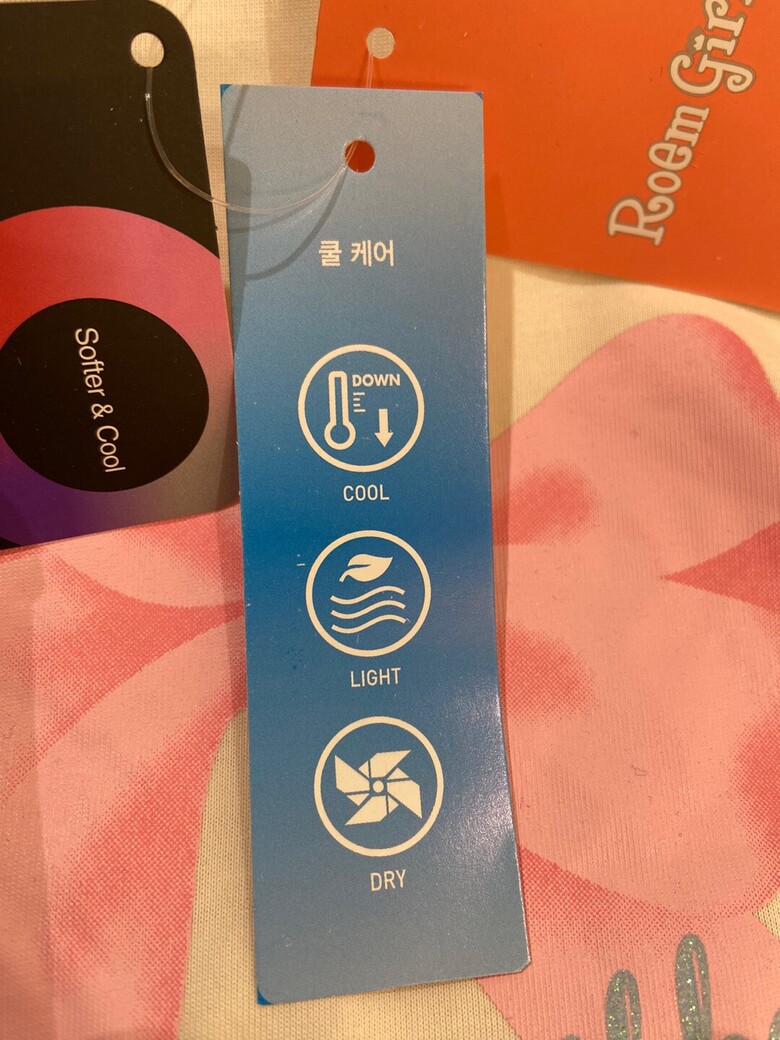 Roem Girl
쿨 케어
DOWN
COOL
LIGHT
DRY
Softer & Cool